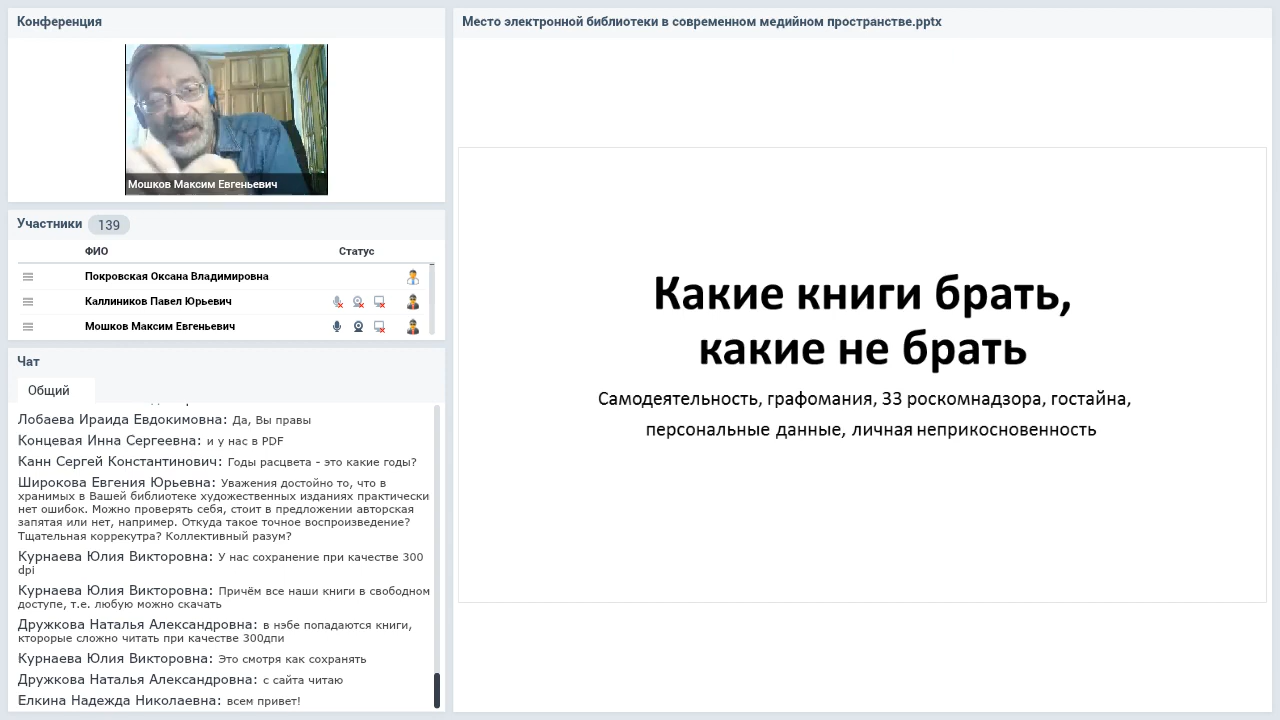 Конференция
Мошков Максим Евгеньевич
Участники 139
ФИО Статус
Покровская Оксана Владимировна
Каллиников Павел Юрьевич
Мошков Максим Евгеньевич
Чат
Общий
Лобаева Ираида Евдокимовна: Да, Вы правы
Концевая Инна Сергеевна: и у нас в PDF
Канн Сергей Константинович: Годы расцвета - это какие годы?
Широкова Евгения Юрьевна: Уважения достойно то, что в
хранимых в Вашей библиотеке художественных изданиях практически
нет ошибок. Можно проверять себя, стоит в предложении авторская
запятая или нет, например. Откуда такое точное воспроизведение?
Тщательная коррекутра? Коллективный разум?
Курнаева Юлия Викторовна: У нас сохранение при качестве 300
dpi
Курнаева Юлия Викторовна: Причём все наши книги в свободном
доступе, т.е. любую можно скачать
Дружкова Наталья Александровна: в нэбе попадаются книги,
кторорые сложно читать при качестве 300дпи
Курнаева Юлия Викторовна: Это смотря как сохранять
Дружкова Наталья Александровна: с сайта читаю
Елкина Надежда Николаевна: всем привет!
Место электронной библиотеки в современном медийном пространстве.pptx
Какие книги брать,
какие не брать
Самодеятельность, графомания, ЗЗ роскомнадзора, гостайна,
персональные данные, личная неприкосновенность